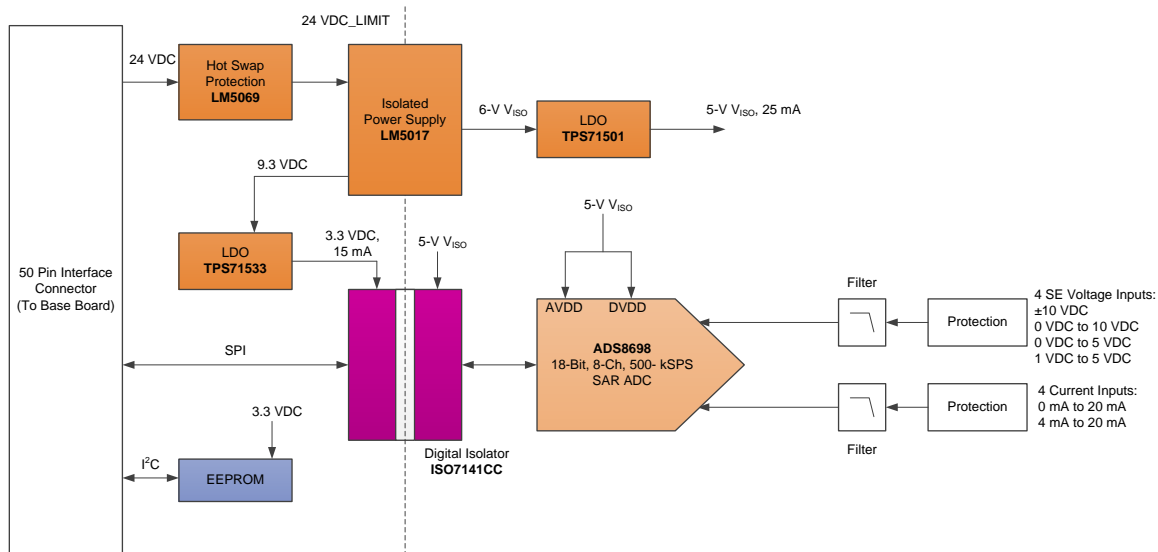 24 VDC_LIMIT
24 VDC
Hot Swap
Protection
LM5069
Isolated
Power Supply
LM5017
6-V VISO
LDO
TPS71501
5-V VISO, 25 mA
9.3 VDC
LDO
TPS71533
3.3 VDC,
15 mA
5-V VISO
5-V VISO
50 Pin Interface
Connector
(To Base Board)
AVDD
DVDD
ADS8698
18-Bit, 8-Ch, 500- kSPS
SAR ADC
Filter
Protection
4 SE Voltage Inputs:
±10 VDC
0 VDC to 10 VDC
0 VDC to 5 VDC
1 VDC to 5 VDC
SPI
Filter
Protection
4 Current Inputs:
0 mA to 20 mA
4 mA to 20 mA
3.3 VDC
I²C
EEPROM
Digital Isolator
ISO7141CC